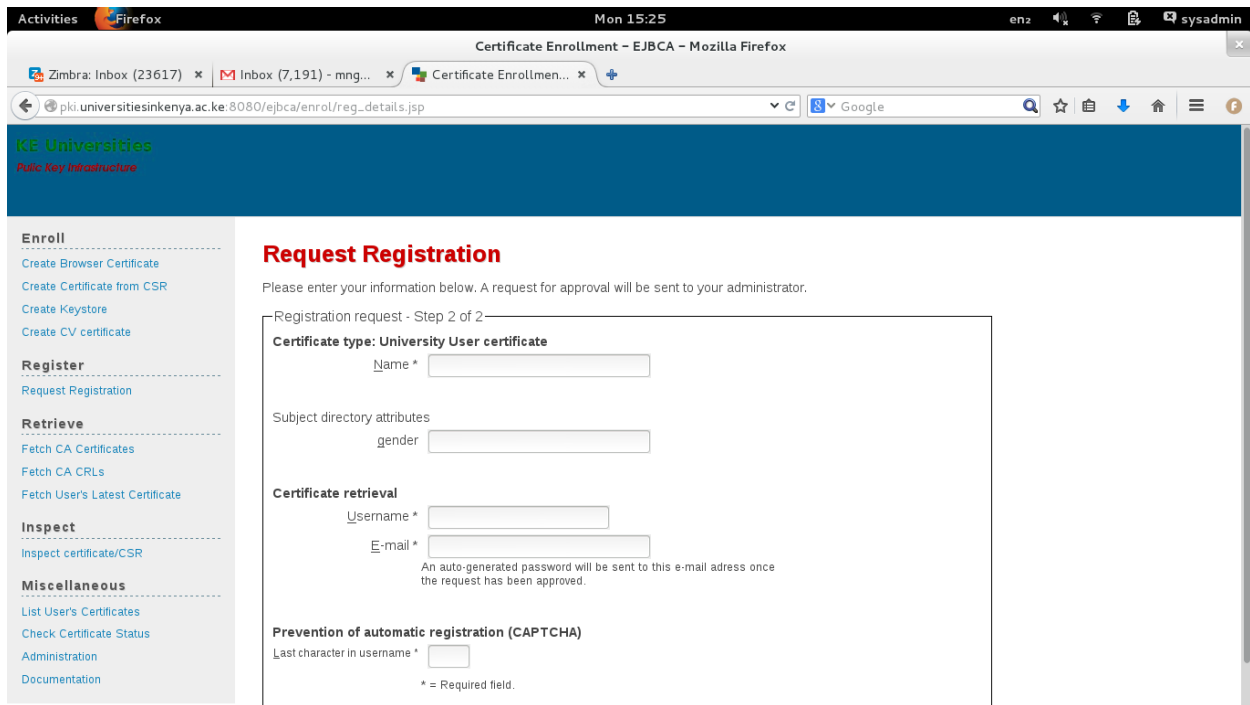 Activities Firefox Mon 15:25 en₂ sysadmin
Certificate Enrollment - EJBCA - Mozilla Firefox
Zimbra: Inbox (23617) × Inbox (7,191) - mng... × Certificate Enrollmen... ×
pki.universitiesinkenya.ac.ke:8080/ejbca/enrol/reg_details.jsp Google
KE Universities
Pulic Key Infrastructure
Enroll
Create Browser Certificate
Create Certificate from CSR
Create Keystore
Create CV certificate
Register
Request Registration
Retrieve
Fetch CA Certificates
Fetch CA CRLs
Fetch User's Latest Certificate
Inspect
Inspect certificate/CSR
Miscellaneous
List User's Certificates
Check Certificate Status
Administration
Documentation
Request Registration
Please enter your information below. A request for approval will be sent to your administrator.
Registration request - Step 2 of 2
Certificate type: University User certificate
Name *
Subject directory attributes
gender
Certificate retrieval
Username *
E-mail *
An auto-generated password will be sent to this e-mail adress once
the request has been approved.
Prevention of automatic registration (CAPTCHA)
Last character in username *
* = Required field.